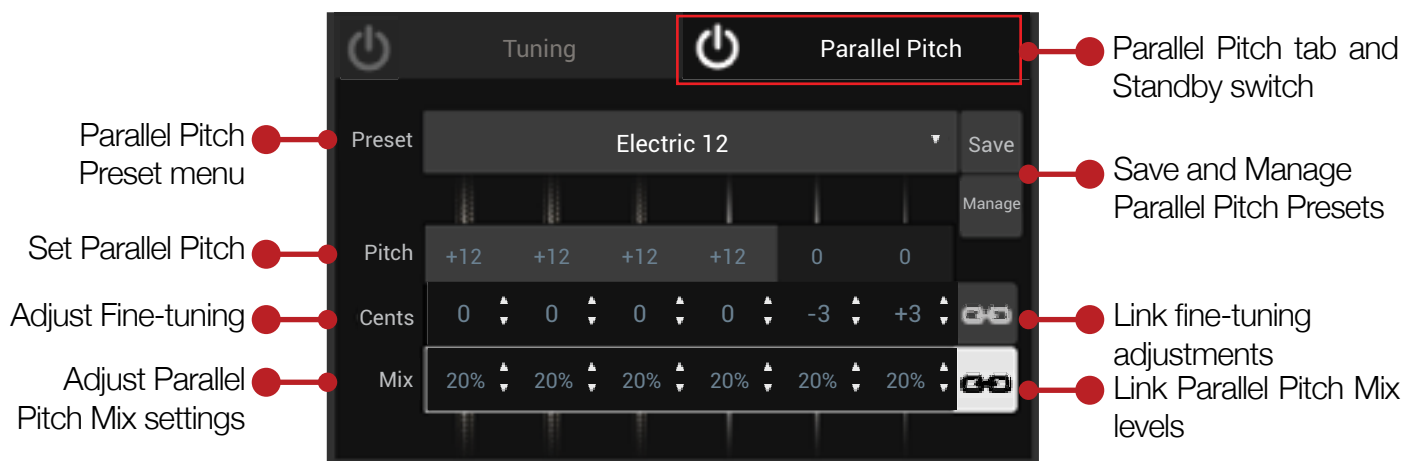 Tuning
Parallel Pitch
Parallel Pitch tab and
Standby switch
Parallel Pitch
Preset menu
Preset
Electric 12
Save
Manage
Save and Manage
Parallel Pitch Presets
Set Parallel Pitch
Pitch
+12 +12 +12 +12 0 0
Adjust Fine-tuning
Cents
0 0 0 0 -3 +3
Link fine-tuning
adjustments
Adjust Parallel
Pitch Mix settings
Mix
20% 20% 20% 20% 20% 20%
Link Parallel Pitch Mix
levels